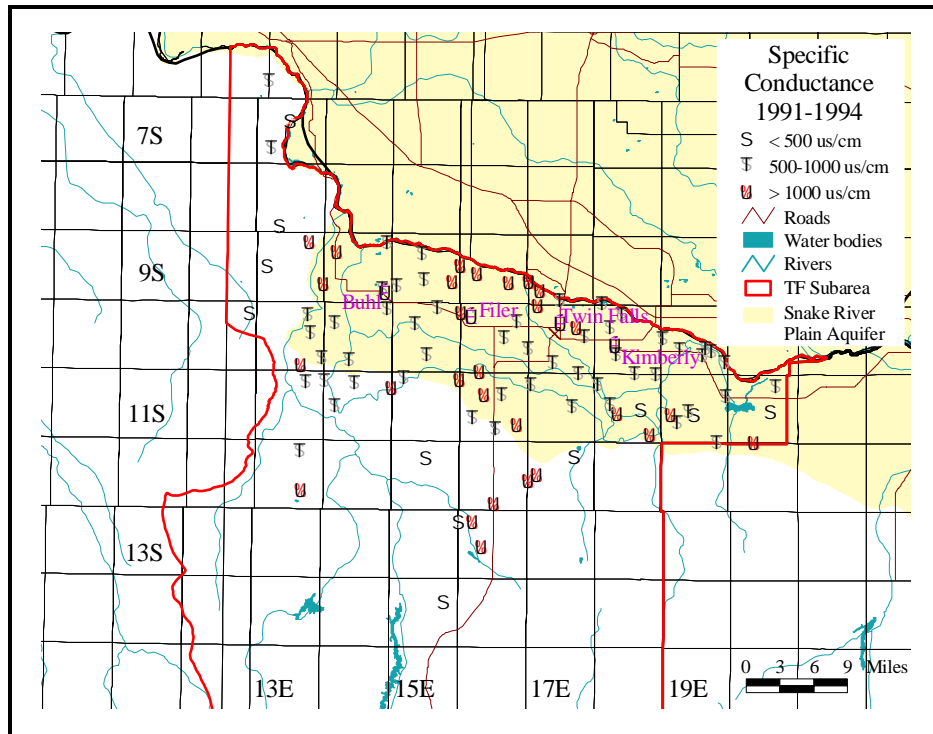 Specific
Conductance
1991-1994
S < 500 us/cm
T 500-1000 us/cm
U > 1000 us/cm
Roads
Water bodies
Rivers
TF Subarea
Snake River
Plain Aquifer
7S
9S
11S
13S
Buhl
Filer
Twin Falls
Kimberly
13E
15E
17E
19E
0 3 6 9 Miles